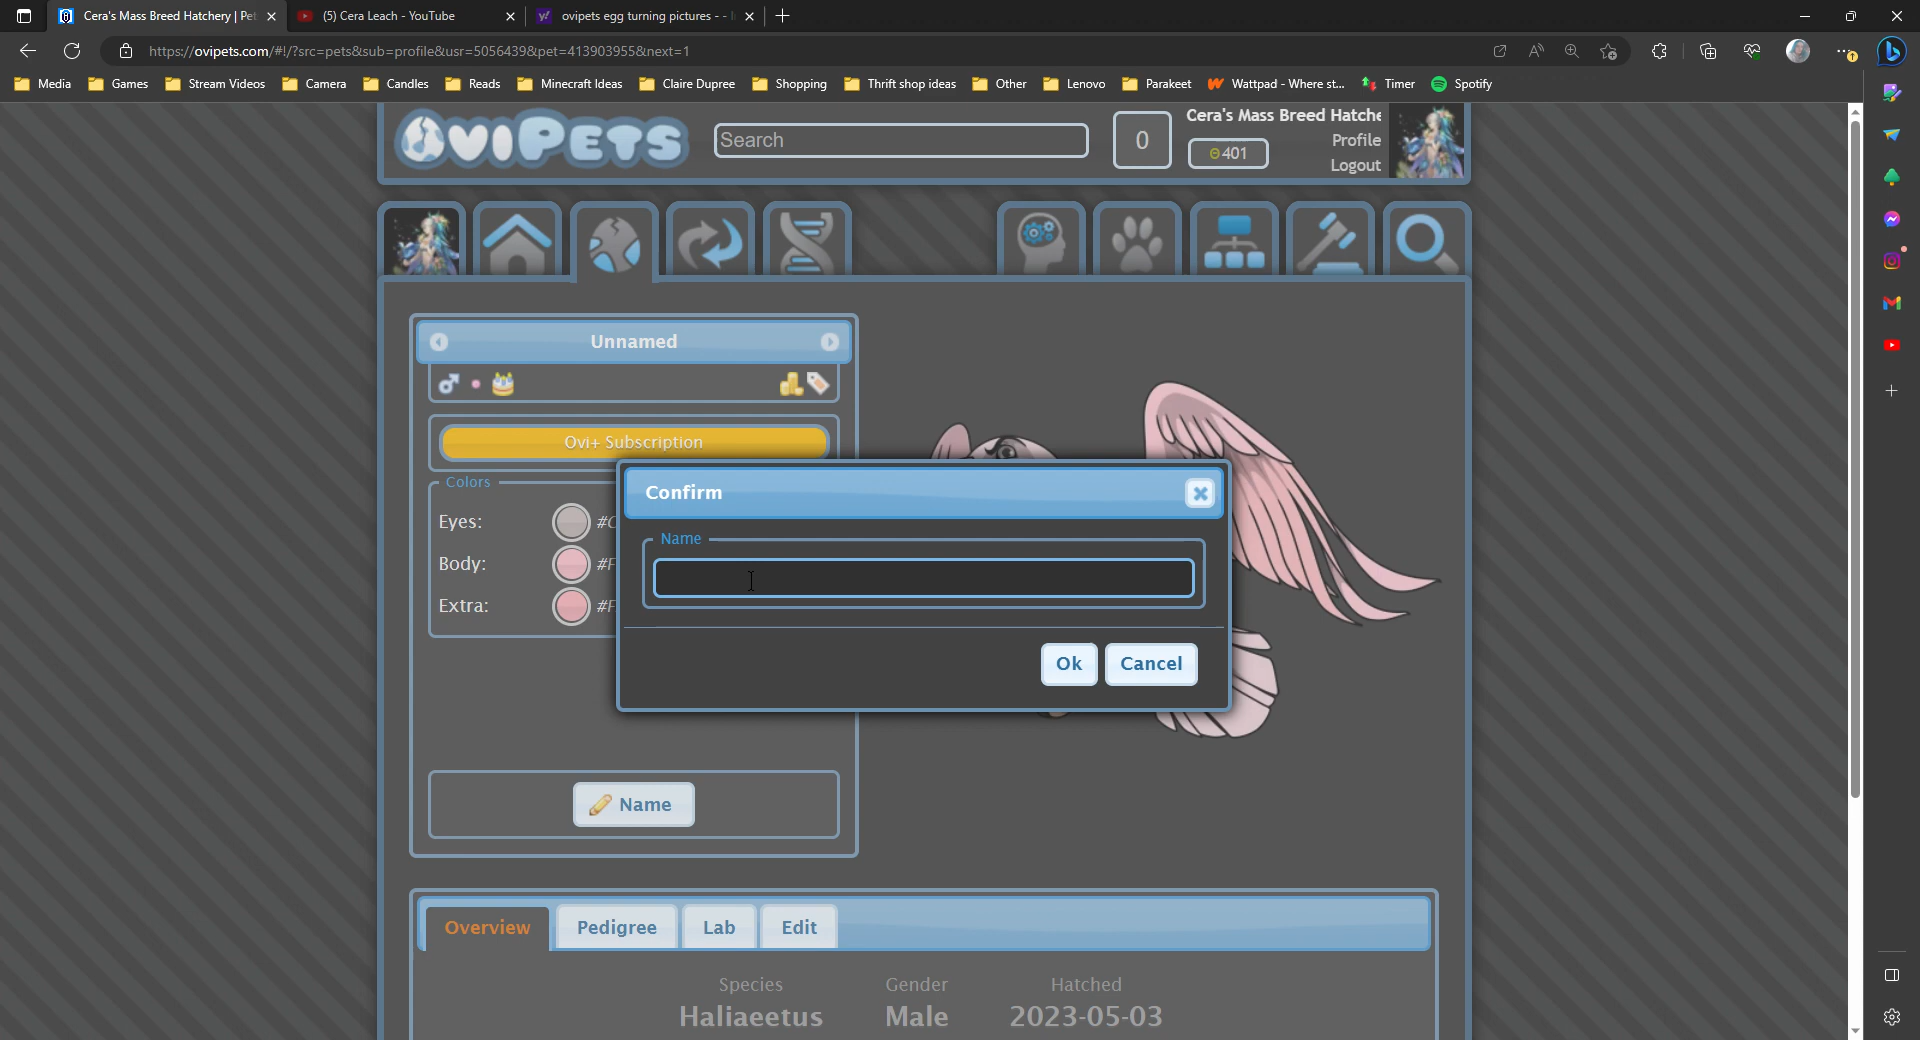 Cera's Mass Breed Hatchery | Pet
(5) Cera Leach - YouTube
ovipets egg turning pictures - - I
https://ovipets.com/#!/?src=pets&sub=profile&usr=5056439&pet=413903955&next=1
Media
Games
Stream Videos
Camera
Candles
Reads
Minecraft Ideas
Claire Dupree
Shopping
Thrift shop ideas
Other
Lenovo
Parakeet
Wattpad - Where st...
Timer
Spotify
OviPets
Search
0
Cera's Mass Breed Hatche
401
Profile
Logout
Unnamed
Ovi+ Subscription
Colors
Eyes:
#C
Body:
#F
Extra:
#F
Confirm
Name
Ok
Cancel
Name
Overview
Pedigree
Lab
Edit
Species
Gender
Hatched
Haliaeetus
Male
2023-05-03